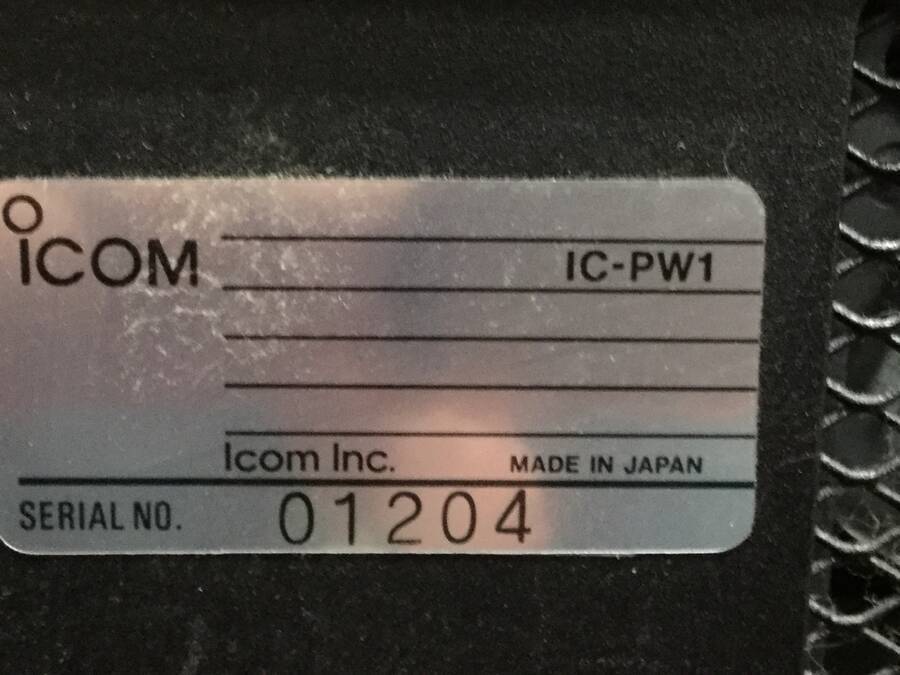 ICOM
IC-PW1
Icom Inc. MADE IN JAPAN
SERIAL NO. 01204